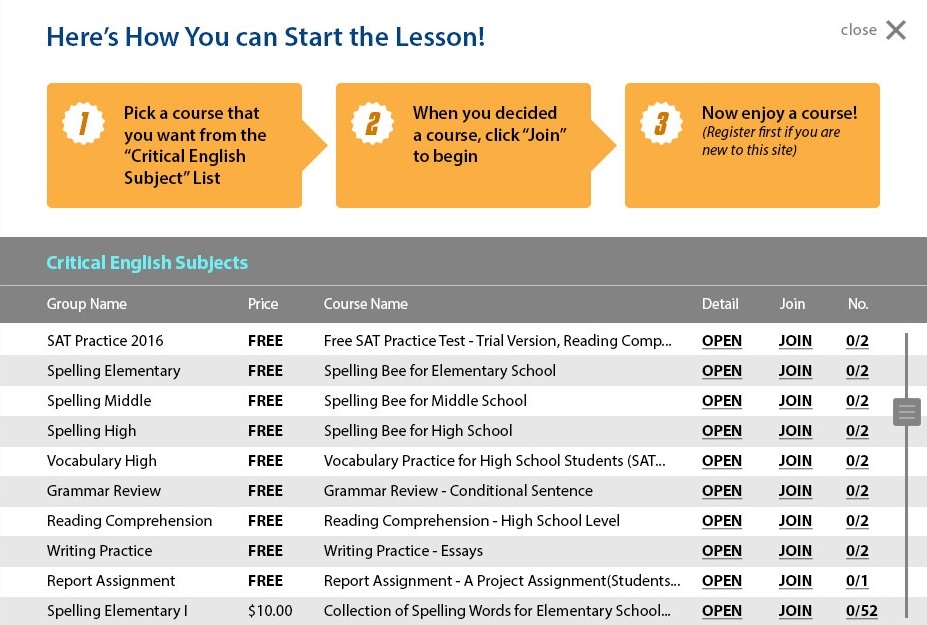 Here's How You can Start the Lesson!
close
1
Pick a course that
you want from the
“Critical English
Subject” List
2
When you decided
a course, click “Join”
to begin
3
Now enjoy a course!
(Register first if you are
new to this site)
Critical English Subjects
Group Name Price Course Name Detail Join No.
SAT Practice 2016 FREE Free SAT Practice Test - Trial Version, Reading Comp... OPEN JOIN 0/2
Spelling Elementary FREE Spelling Bee for Elementary School OPEN JOIN 0/2
Spelling Middle FREE Spelling Bee for Middle School OPEN JOIN 0/2
Spelling High FREE Spelling Bee for High School OPEN JOIN 0/2
Vocabulary High FREE Vocabulary Practice for High School Students (SAT... OPEN JOIN 0/2
Grammar Review FREE Grammar Review - Conditional Sentence OPEN JOIN 0/2
Reading Comprehension FREE Reading Comprehension - High School Level OPEN JOIN 0/2
Writing Practice FREE Writing Practice - Essays OPEN JOIN 0/2
Report Assignment FREE Report Assignment - A Project Assignment(Students... OPEN JOIN 0/1
Spelling Elementary I $10.00 Collection of Spelling Words for Elementary School... OPEN JOIN 0/52